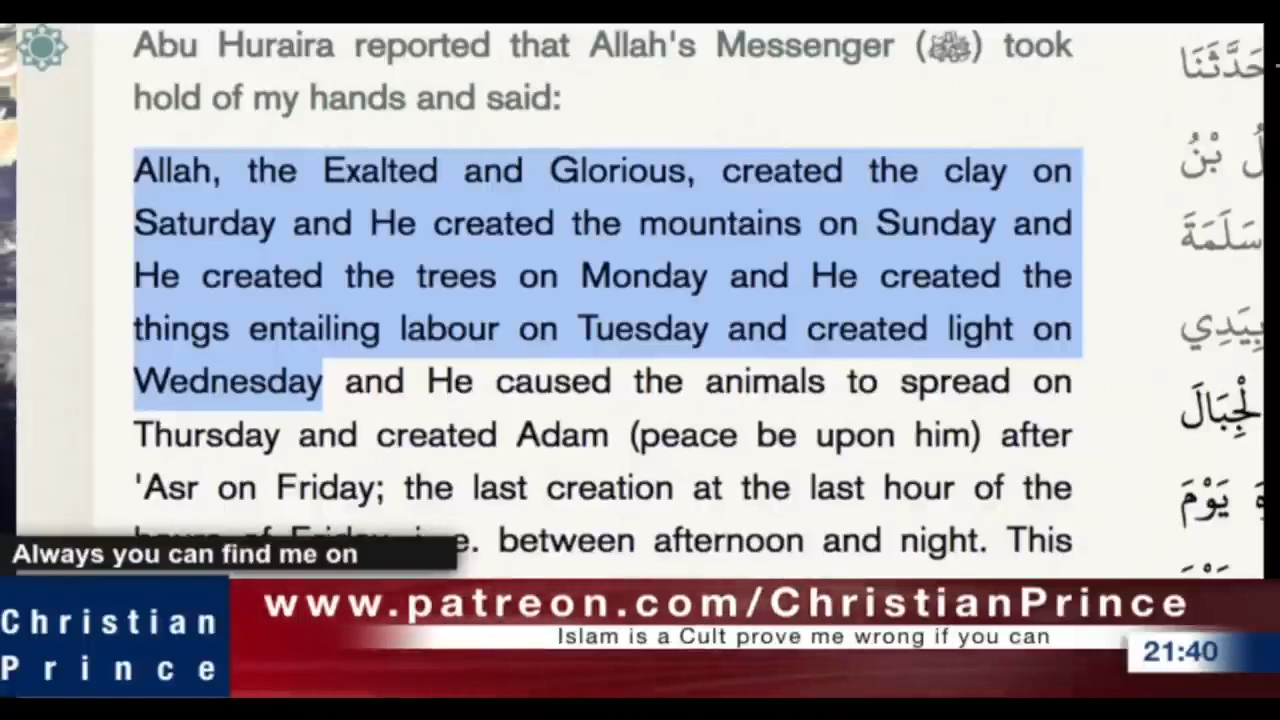 Abu Huraira reported that Allah's Messenger (ﷺ) took
hold of my hands and said:
Allah, the Exalted and Glorious, created the clay on
Saturday and He created the mountains on Sunday and
He created the trees on Monday and He created the
things entailing labour on Tuesday and created light on
Wednesday and He caused the animals to spread on
Thursday and created Adam (peace be upon him) after
'Asr on Friday; the last creation at the last hour of the
hours of Friday, i. e. between afternoon and night. This
حَدَّثَنَا
بْنُ
سَلَمَةَ
بِيَدِي
الْجِبَالَ
يَوْمَ
Always you can find me on
Christian
Prince
www.patreon.com/ChristianPrince
Islam is a Cult prove me wrong if you can
21:40